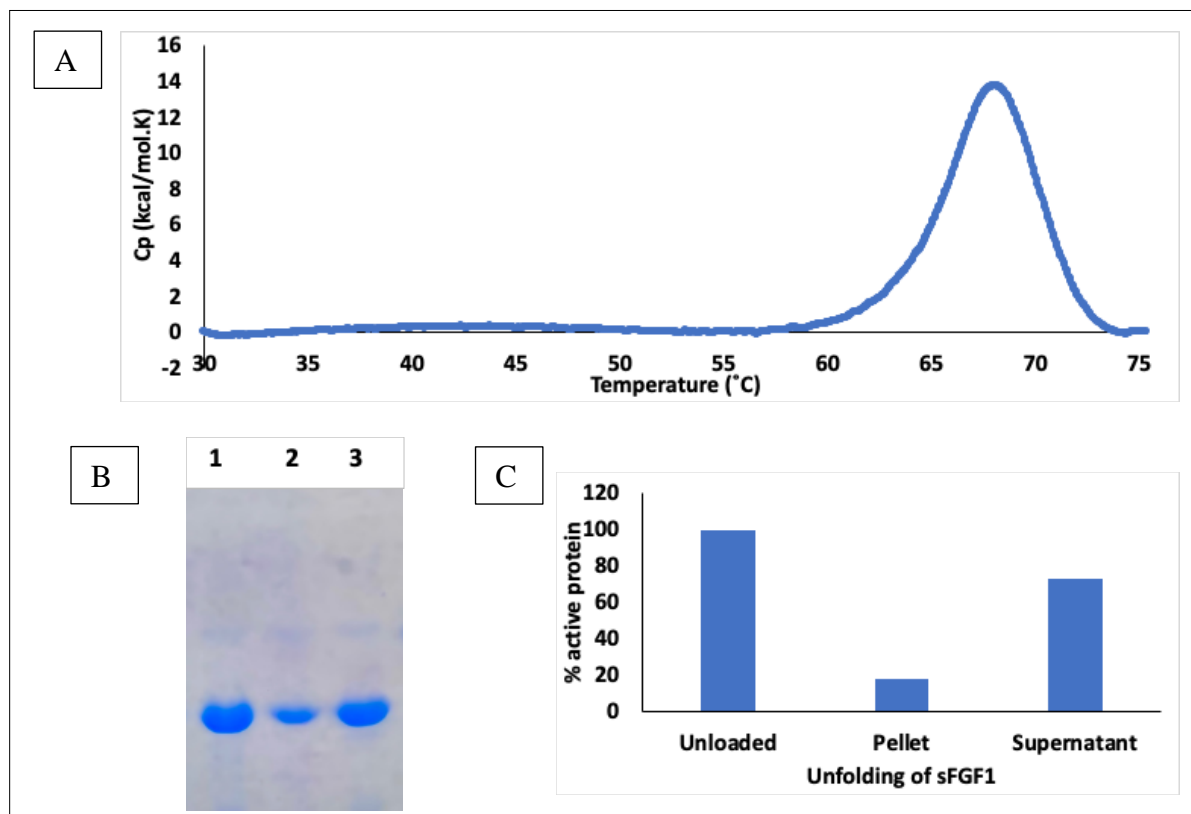 A
16
14
12
10
8
6
4
2
0
-2
Cp (kcal/mol.K)
30 35 40 45 50 55 60 65 70 75
Temperature (˚C)
B
1 2 3
C
120
100
80
60
40
20
0
% active protein
Unloaded Pellet Supernatant
Unfolding of sFGF1